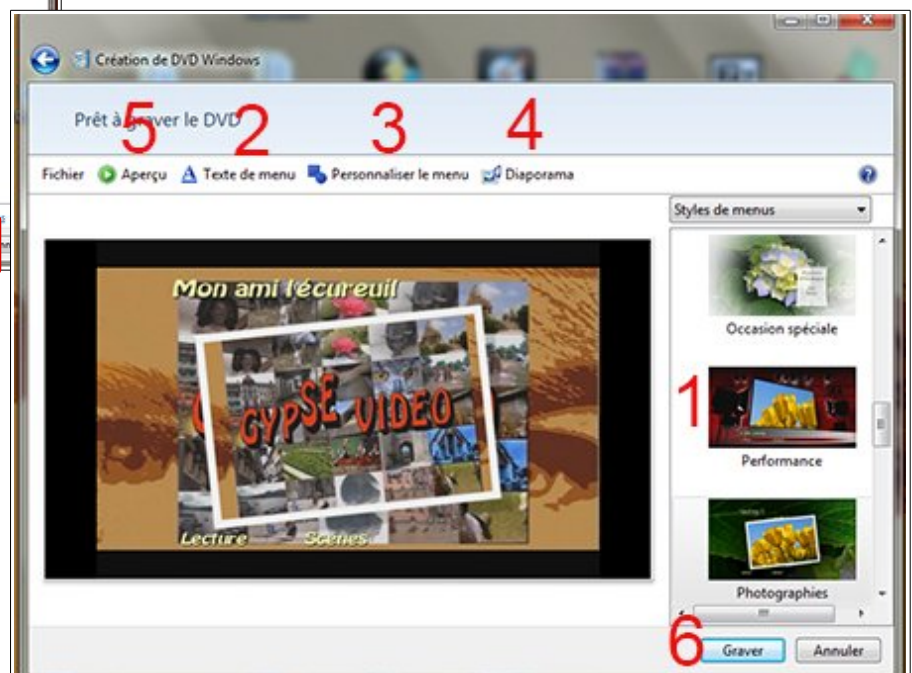 Création de DVD Windows
Prêt à graver le DVD
5 2 3 4
Fichier Aperçu Texte de menu Personnaliser le menu Diaporama
Styles de menus
Mon ami l'écureuil
GYPSE VIDEO
Lecture Scènes
Occasion spéciale
1
Performance
Photographies
6
Graver Annuler